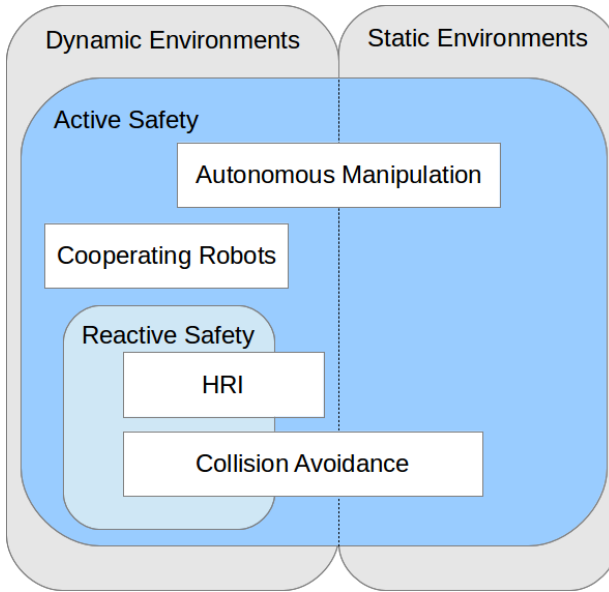 Dynamic Environments
Static Environments
Active Safety
Autonomous Manipulation
Cooperating Robots
Reactive Safety
HRI
Collision Avoidance